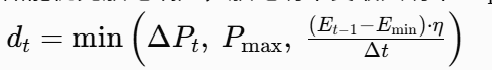 d_t = min ( ΔP_t, P_max, (E_{t−1}−E_min)·η / Δt )